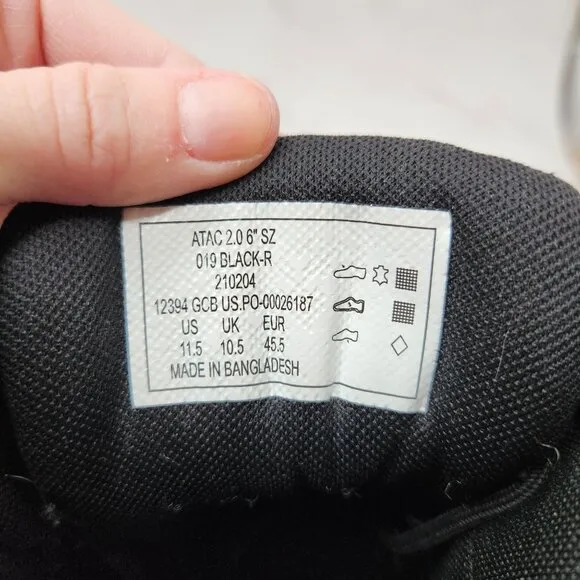 ATAC 2.0 6" SZ
019 BLACK-R
210204
12394 GCB US.PO-00026187
US UK EUR
11.5 10.5 45.5
MADE IN BANGLADESH